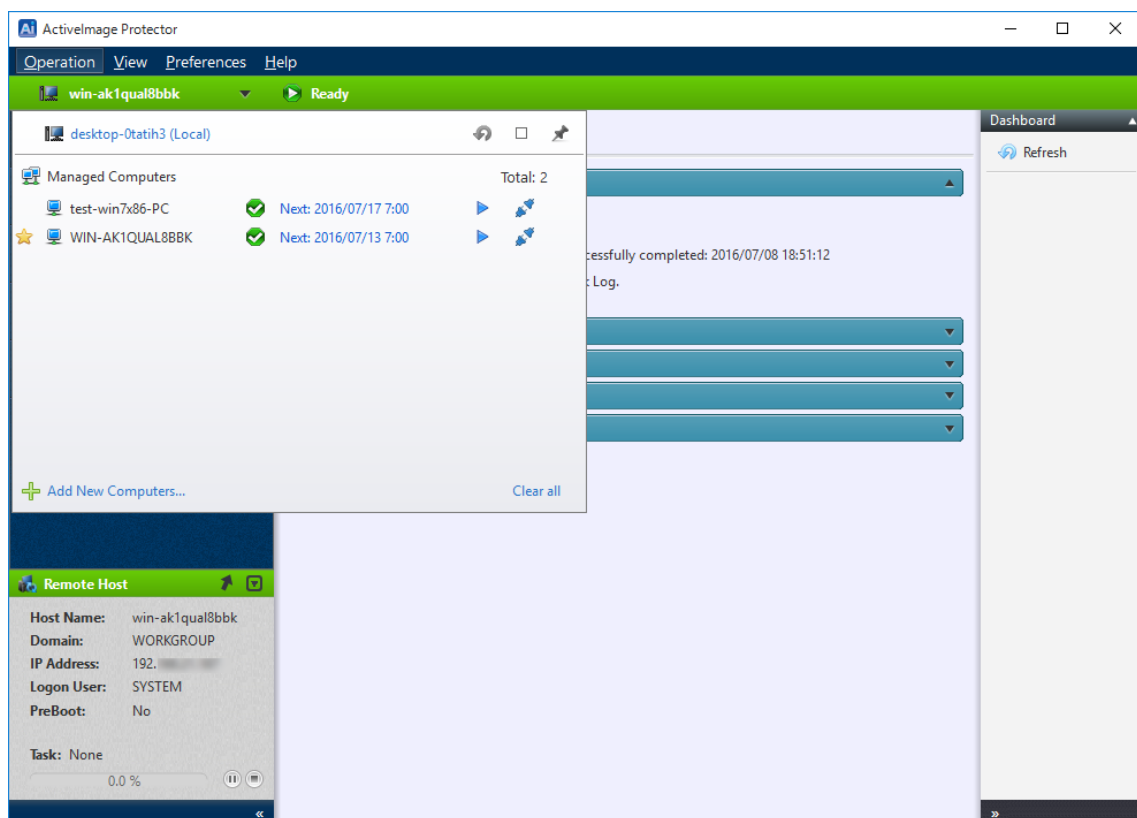 Ai ActiveImage Protector
Operation View Preferences Help
win-ak1qual8bbk Ready
desktop-0tatih3 (Local)
Managed Computers Total: 2
test-win7x86-PC Next: 2016/07/17 7:00
WIN-AK1QUAL8BBK Next: 2016/07/13 7:00
Add New Computers... Clear all
cessfully completed: 2016/07/08 18:51:12
Log.
Dashboard
Refresh
Remote Host
Host Name: win-ak1qual8bbk
Domain: WORKGROUP
IP Address: 192.
Logon User: SYSTEM
PreBoot: No
Task: None
0.0 %
«
»